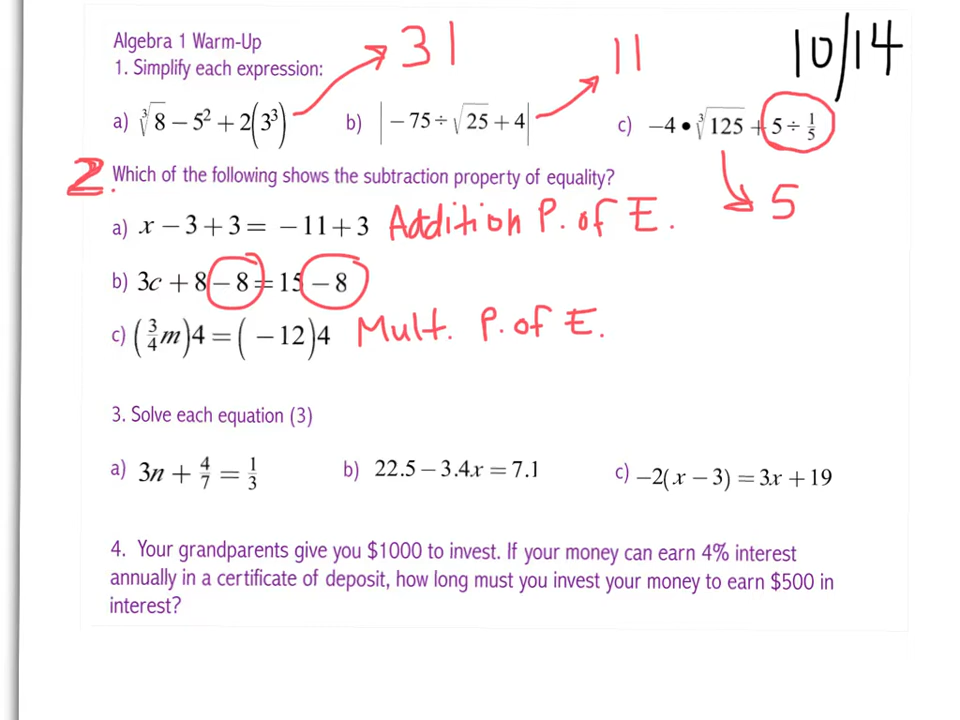 Algebra 1 Warm-Up
1. Simplify each expression:
31
11
10/14
a) ∛8 − 5² + 2(3³)
b) |−75 ÷ √25 + 4|
c) −4 • ∛125 + 5 ÷ 1/5
5
2. Which of the following shows the subtraction property of equality?
a) x − 3 + 3 = −11 + 3 Addition P. of E.
b) 3c + 8 − 8 = 15 − 8
c) (3/4 m)4 = (−12)4 Mult. P. of E.
3. Solve each equation (3)
a) 3n + 4/7 = 1/3
b) 22.5 − 3.4x = 7.1
c) −2(x − 3) = 3x + 19
4. Your grandparents give you $1000 to invest. If your money can earn 4% interest
annually in a certificate of deposit, how long must you invest your money to earn $500 in
interest?